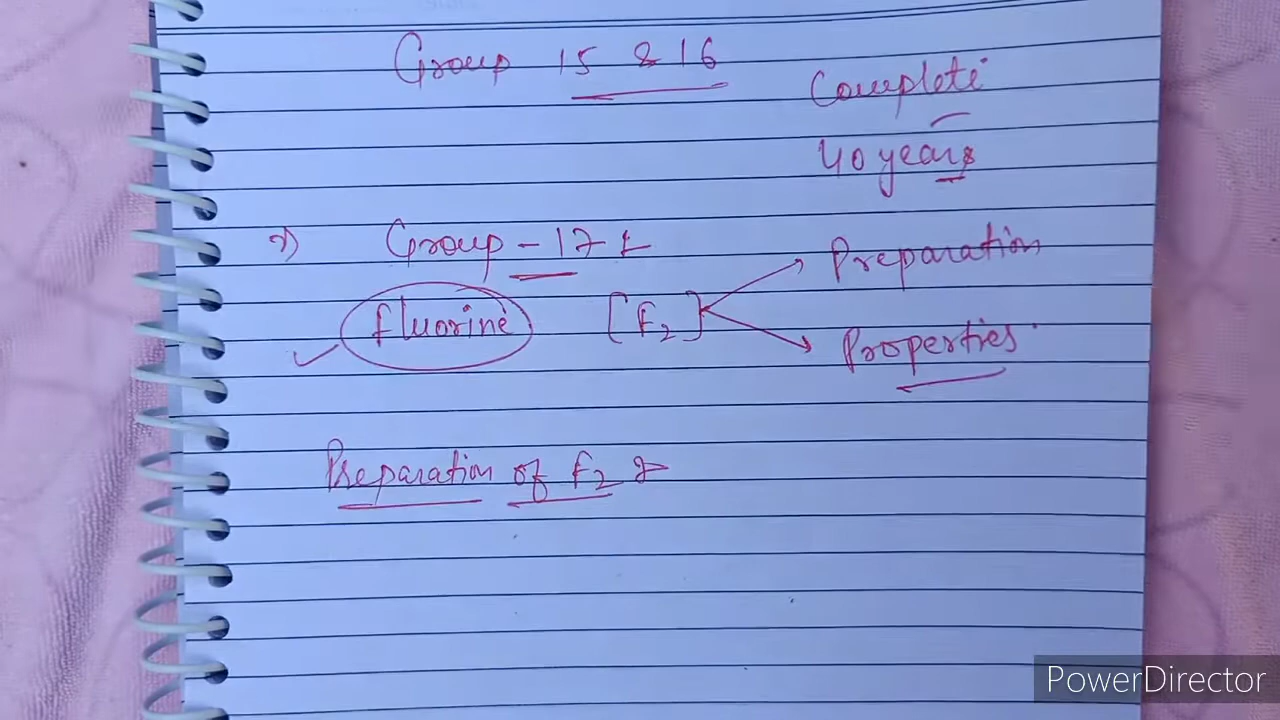 Group 15 & 16
Complete
40 years
Group - 17 :-
Preparation
fluorine [F2]
Properties
Preparation of F2 :-
PowerDirector